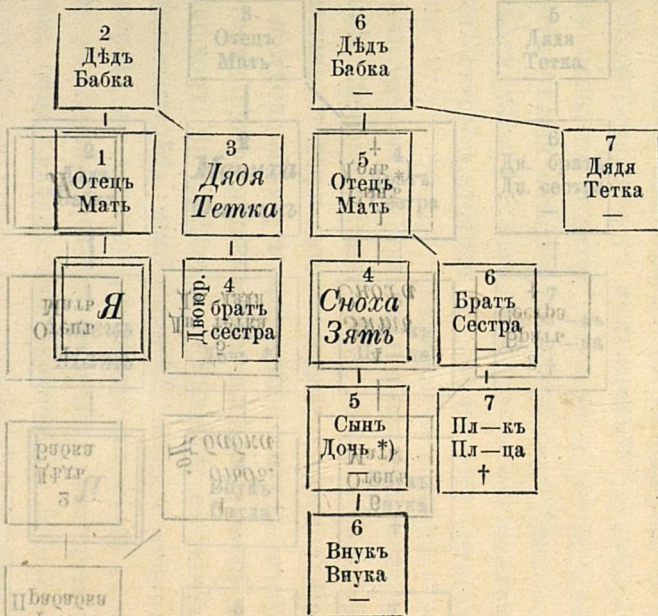 2
Дѣдъ
Бабка
6
Дѣдъ
Бабка
—
1
Отецъ
Мать
3
Дядя
Тетка
5
Отецъ
Мать
7
Дядя
Тетка
—
Я
Двоюр.
4
братъ
сестра
4
Сноха
Зять
6
Братъ
Сестра
—
5
Сынъ
Дочь *)
—
7
Пл—къ
Пл—ца
†
6
Внукъ
Внука
—